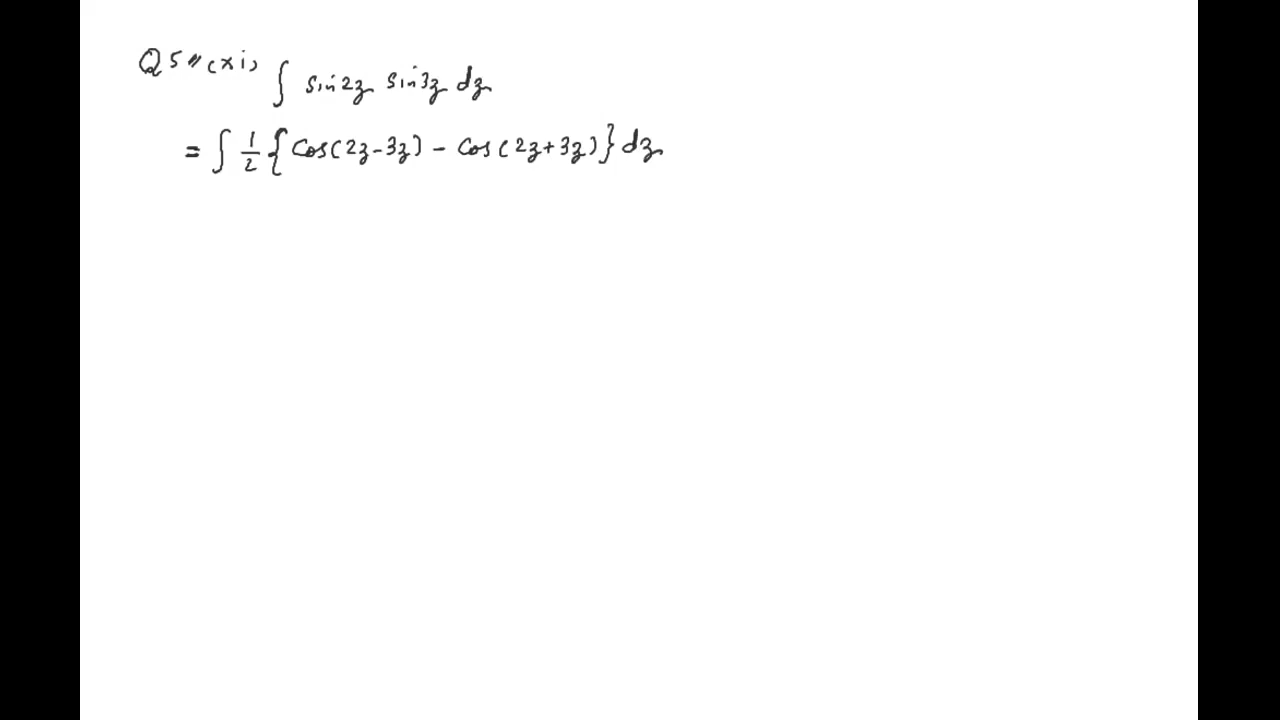 Q5〃(xi) ∫ sin2z sin3z dz
= ∫ 1/2 { cos(2z-3z) - cos(2z+3z) } dz